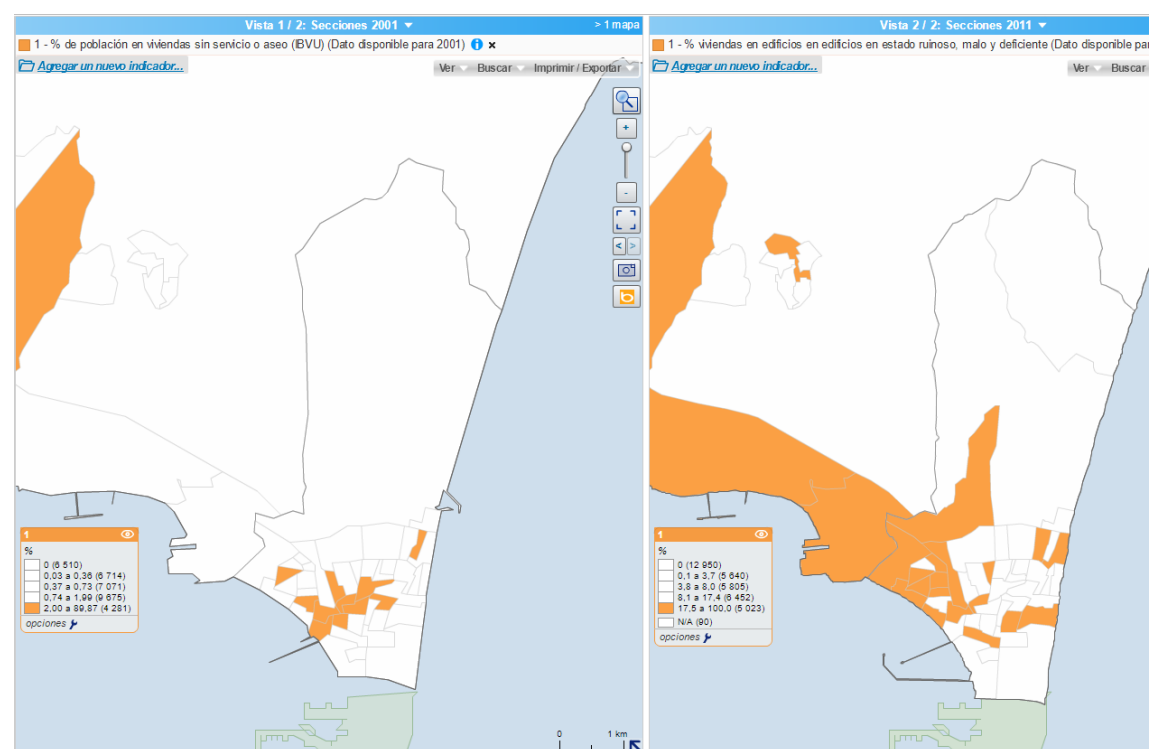 Vista 1 / 2: Secciones 2001
> 1 mapa
1 - % de población en viviendas sin servicio o aseo (IBVU) (Dato disponible para 2001)
Agregar un nuevo indicador...
Ver Buscar Imprimir / Exportar
+
-
< >
1
%
0 (6 510)
0,03 a 0,36 (6 714)
0,37 a 0,73 (7 071)
0,74 a 1,99 (9 675)
2,00 a 89,87 (4 281)
opciones
0 1 km
Vista 2 / 2: Secciones 2011
1 - % viviendas en edificios en edificios en estado ruinoso, malo y deficiente (Dato disponible par
Agregar un nuevo indicador...
Ver Buscar
1
%
0 (12 950)
0,1 a 3,7 (5 640)
3,8 a 8,0 (5 805)
8,1 a 17,4 (6 452)
17,5 a 100,0 (5 023)
N/A (90)
opciones